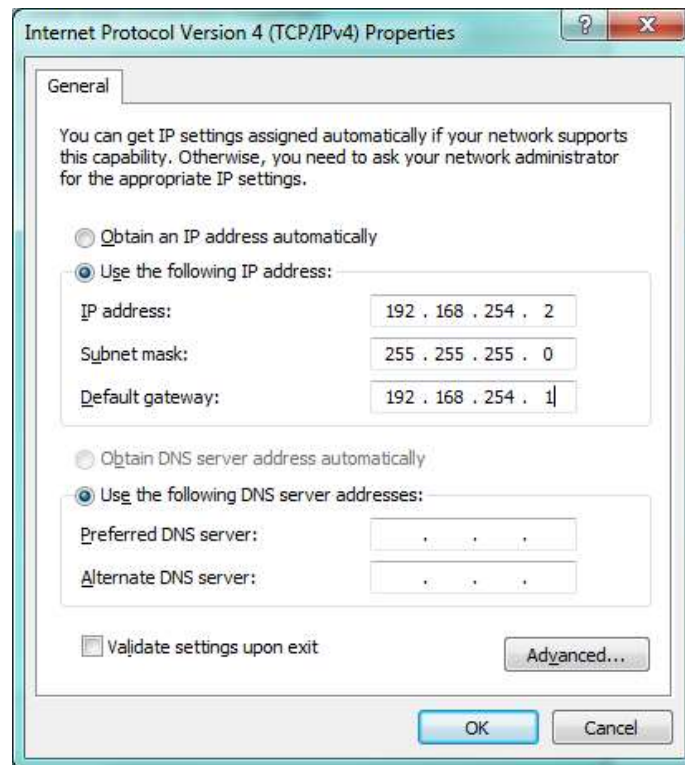 Internet Protocol Version 4 (TCP/IPv4) Properties
General
You can get IP settings assigned automatically if your network supports
this capability. Otherwise, you need to ask your network administrator
for the appropriate IP settings.
Obtain an IP address automatically
Use the following IP address:
IP address: 192 . 168 . 254 . 2
Subnet mask: 255 . 255 . 255 . 0
Default gateway: 192 . 168 . 254 . 1
Obtain DNS server address automatically
Use the following DNS server addresses:
Preferred DNS server: . . .
Alternate DNS server: . . .
Validate settings upon exit
Advanced...
OK Cancel